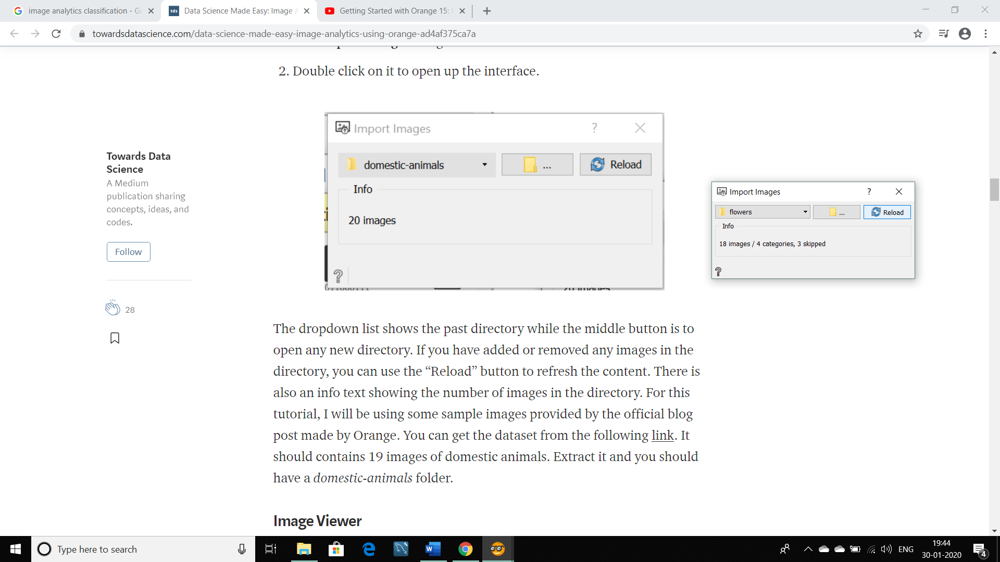 image analytics classification - Go
tds Data Science Made Easy: Image A
Getting Started with Orange 15:
towardsdatascience.com/data-science-made-easy-image-analytics-using-orange-ad4af375ca7a
2. Double click on it to open up the interface.
Import Images ?
domestic-animals ... Reload
Info
20 images
?
Towards Data
Science
A Medium
publication sharing
concepts, ideas, and
codes.
Follow
28
Import Images ?
flowers ... Reload
Info
18 images / 4 categories, 3 skipped
?
The dropdown list shows the past directory while the middle button is to
open any new directory. If you have added or removed any images in the
directory, you can use the “Reload” button to refresh the content. There is
also an info text showing the number of images in the directory. For this
tutorial, I will be using some sample images provided by the official blog
post made by Orange. You can get the dataset from the following link. It
should contains 19 images of domestic animals. Extract it and you should
have a domestic-animals folder.
Image Viewer
Type here to search
ENG
19:44
30-01-2020
4